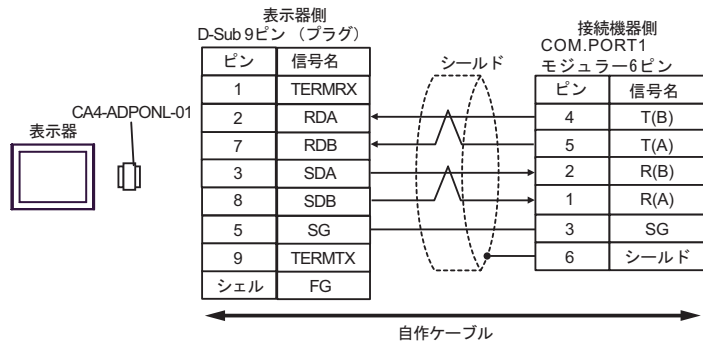 表示器側
D-Sub 9ピン （プラグ）
接続機器側
COM.PORT1
モジュラー6ピン
シールド
CA4-ADPONL-01
表示器
ピン 信号名
1 TERMRX
2 RDA
7 RDB
3 SDA
8 SDB
5 SG
9 TERMTX
シェル FG
ピン 信号名
4 T(B)
5 T(A)
2 R(B)
1 R(A)
3 SG
6 シールド
自作ケーブル